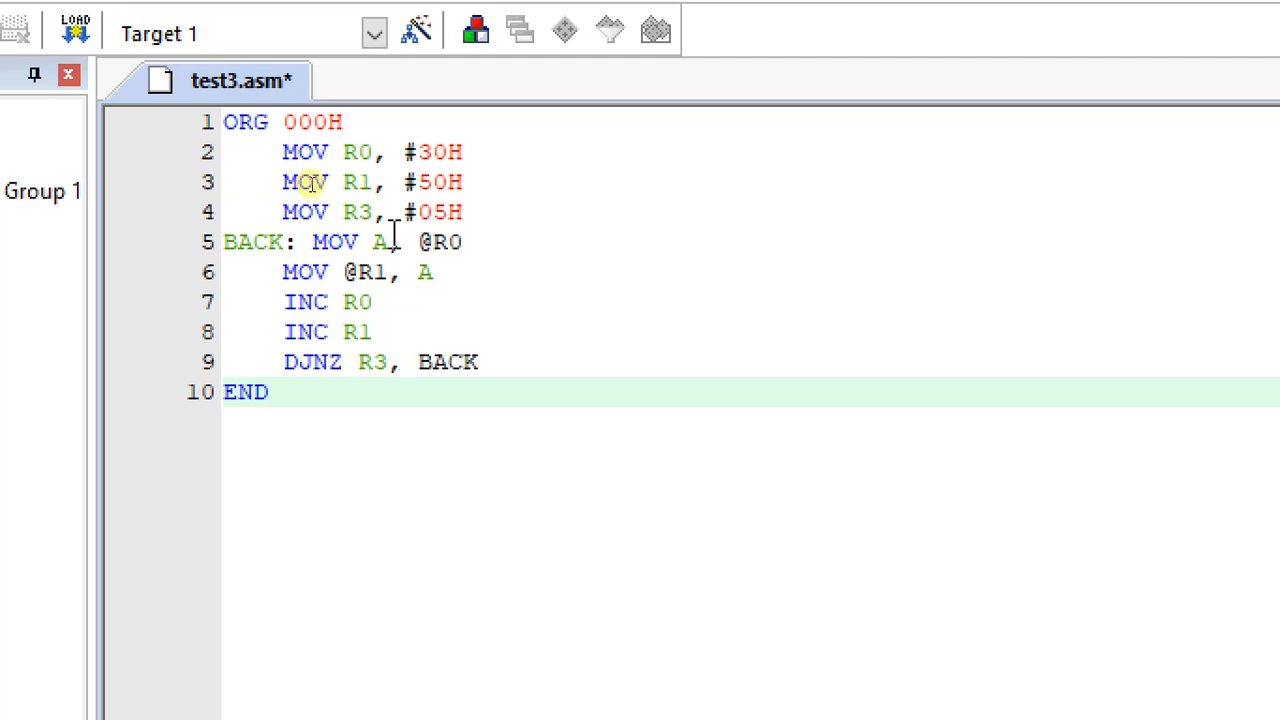 LOAD
Target 1
test3.asm*
Group 1
1 ORG 000H
2 MOV R0, #30H
3 MOV R1, #50H
4 MOV R3, #05H
5 BACK: MOV A, @R0
6 MOV @R1, A
7 INC R0
8 INC R1
9 DJNZ R3, BACK
10 END